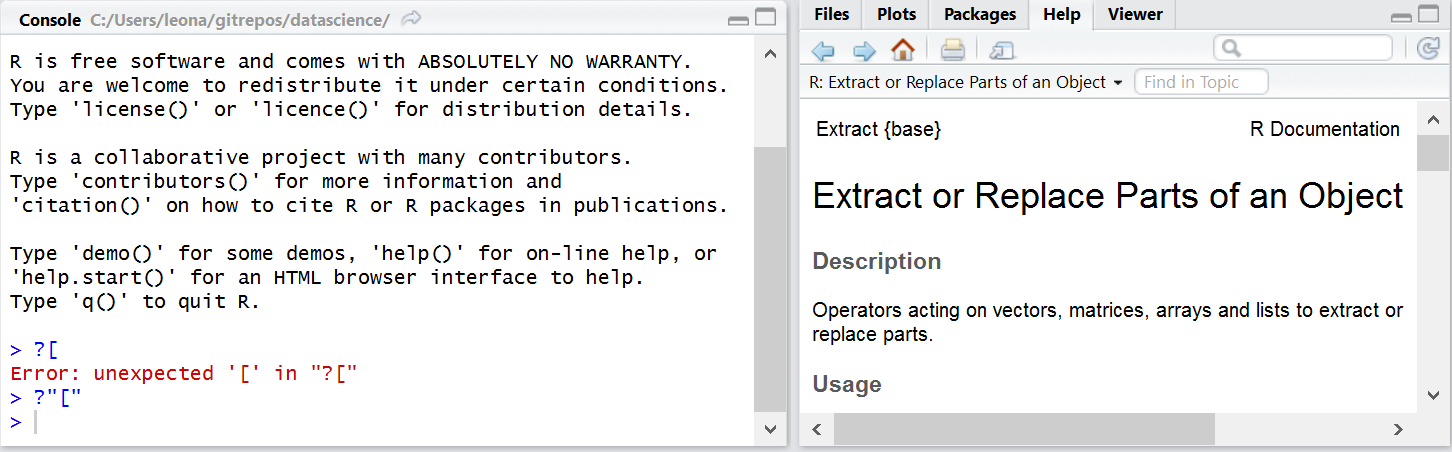 Console C:/Users/leona/gitrepos/datascience/
R is free software and comes with ABSOLUTELY NO WARRANTY.
You are welcome to redistribute it under certain conditions.
Type 'license()' or 'licence()' for distribution details.
R is a collaborative project with many contributors.
Type 'contributors()' for more information and
'citation()' on how to cite R or R packages in publications.
Type 'demo()' for some demos, 'help()' for on-line help, or
'help.start()' for an HTML browser interface to help.
Type 'q()' to quit R.
> ?[
Error: unexpected '[' in "?["
> ?"["
>
Files Plots Packages Help Viewer
R: Extract or Replace Parts of an Object Find in Topic
Extract {base} R Documentation
Extract or Replace Parts of an Object
Description
Operators acting on vectors, matrices, arrays and lists to extract or
replace parts.
Usage